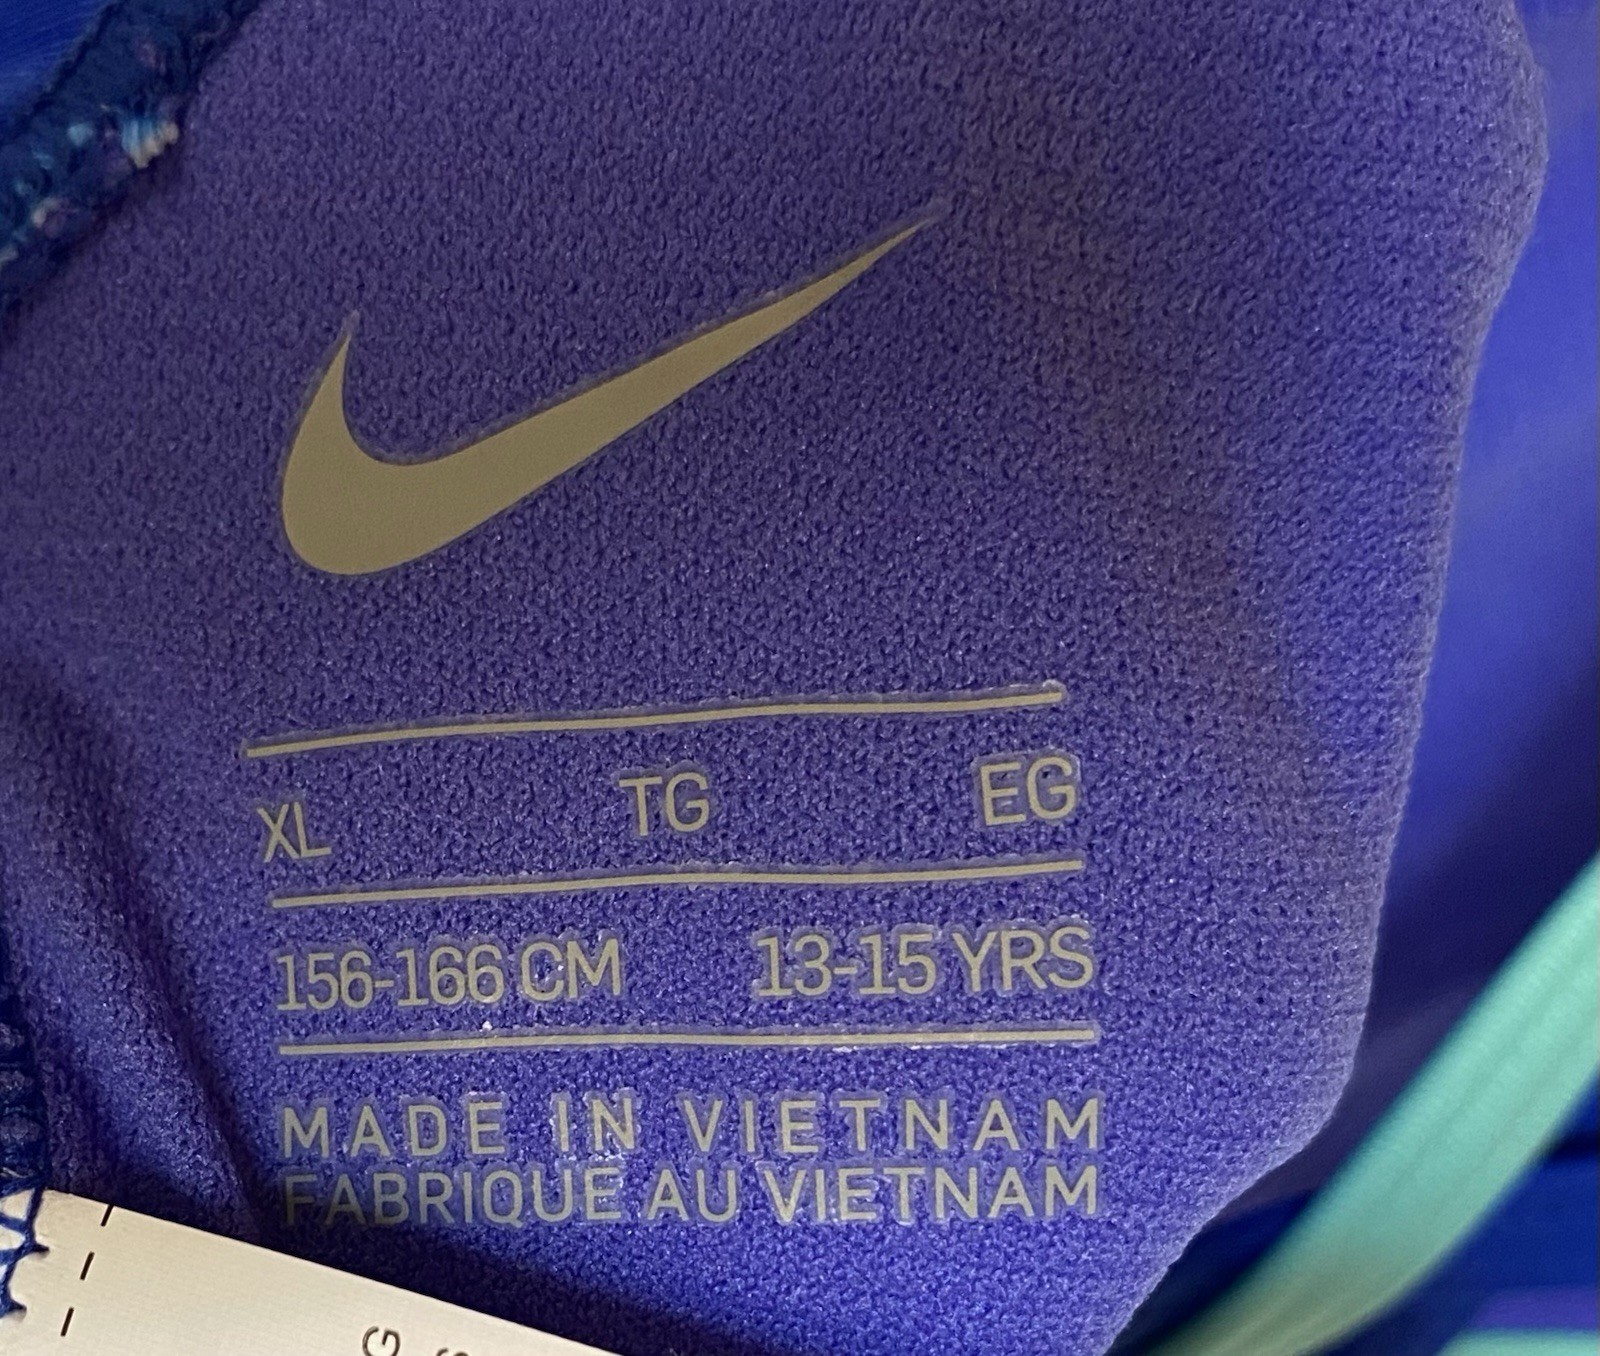 XL TG EG
156-166 CM 13-15 YRS
MADE IN VIETNAM
FABRIQUE AU VIETNAM